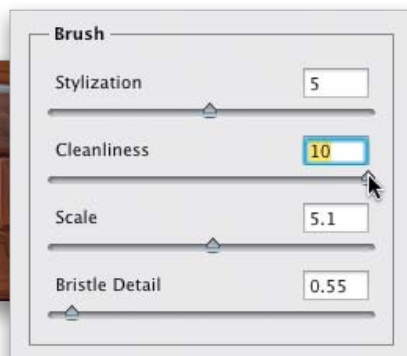 Brush
Stylization 5
Cleanliness 10
Scale 5.1
Bristle Detail 0.55